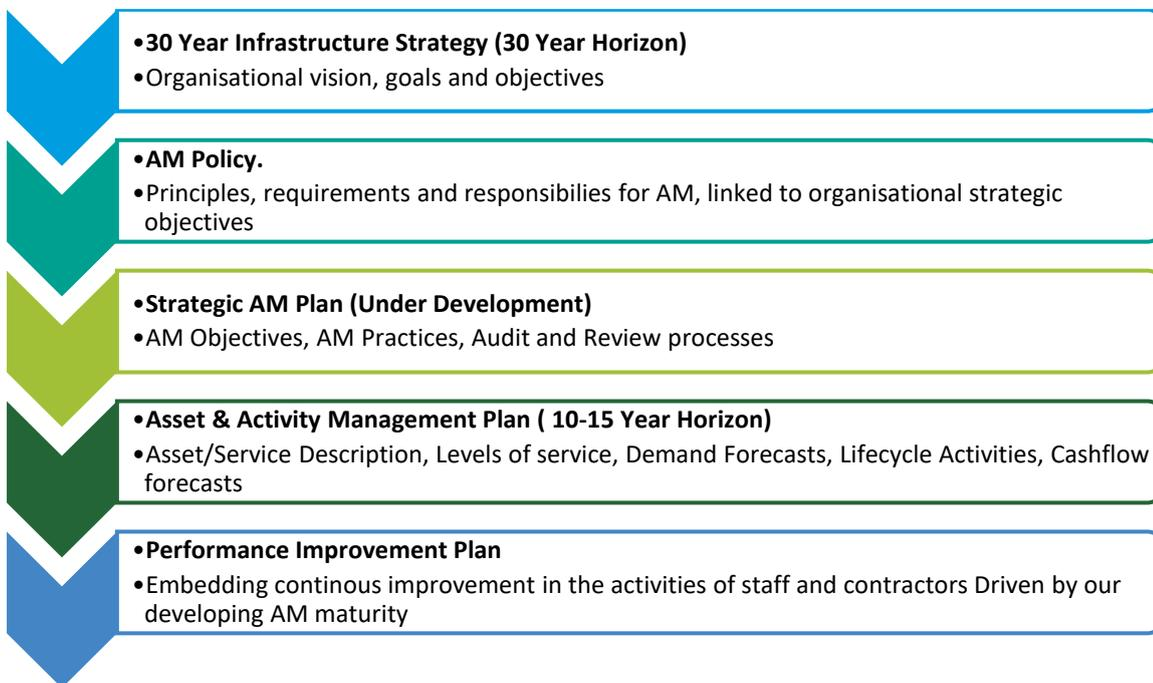 •30 Year Infrastructure Strategy (30 Year Horizon)
•Organisational vision, goals and objectives
•AM Policy.
•Principles, requirements and responsibilies for AM, linked to organisational strategic
objectives
•Strategic AM Plan (Under Development)
•AM Objectives, AM Practices, Audit and Review processes
•Asset & Activity Management Plan ( 10-15 Year Horizon)
•Asset/Service Description, Levels of service, Demand Forecasts, Lifecycle Activities, Cashflow
forecasts
•Performance Improvement Plan
•Embedding continous improvement in the activities of staff and contractors Driven by our
developing AM maturity